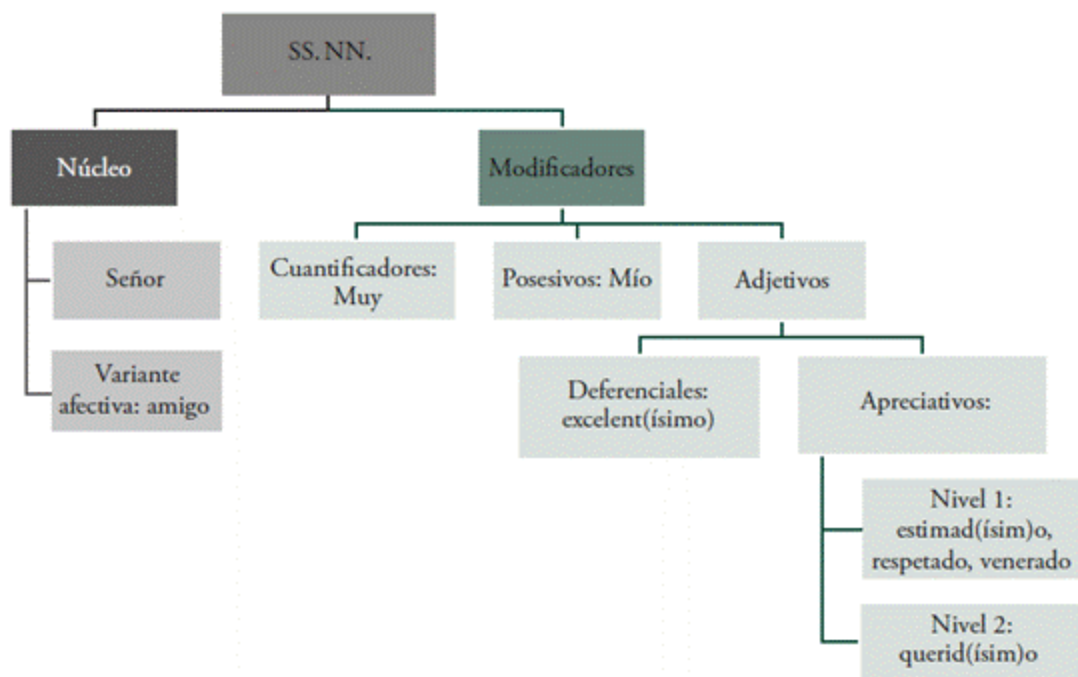 SS. NN.
Núcleo
Modificadores
Señor
Cuantificadores:
Muy
Posesivos: Mío
Adjetivos
Variante
afectiva: amigo
Deferenciales:
excelent(ísimo)
Apreciativos:
Nivel 1:
estimad(ísim)o,
respetado, venerado
Nivel 2:
querid(ísim)o